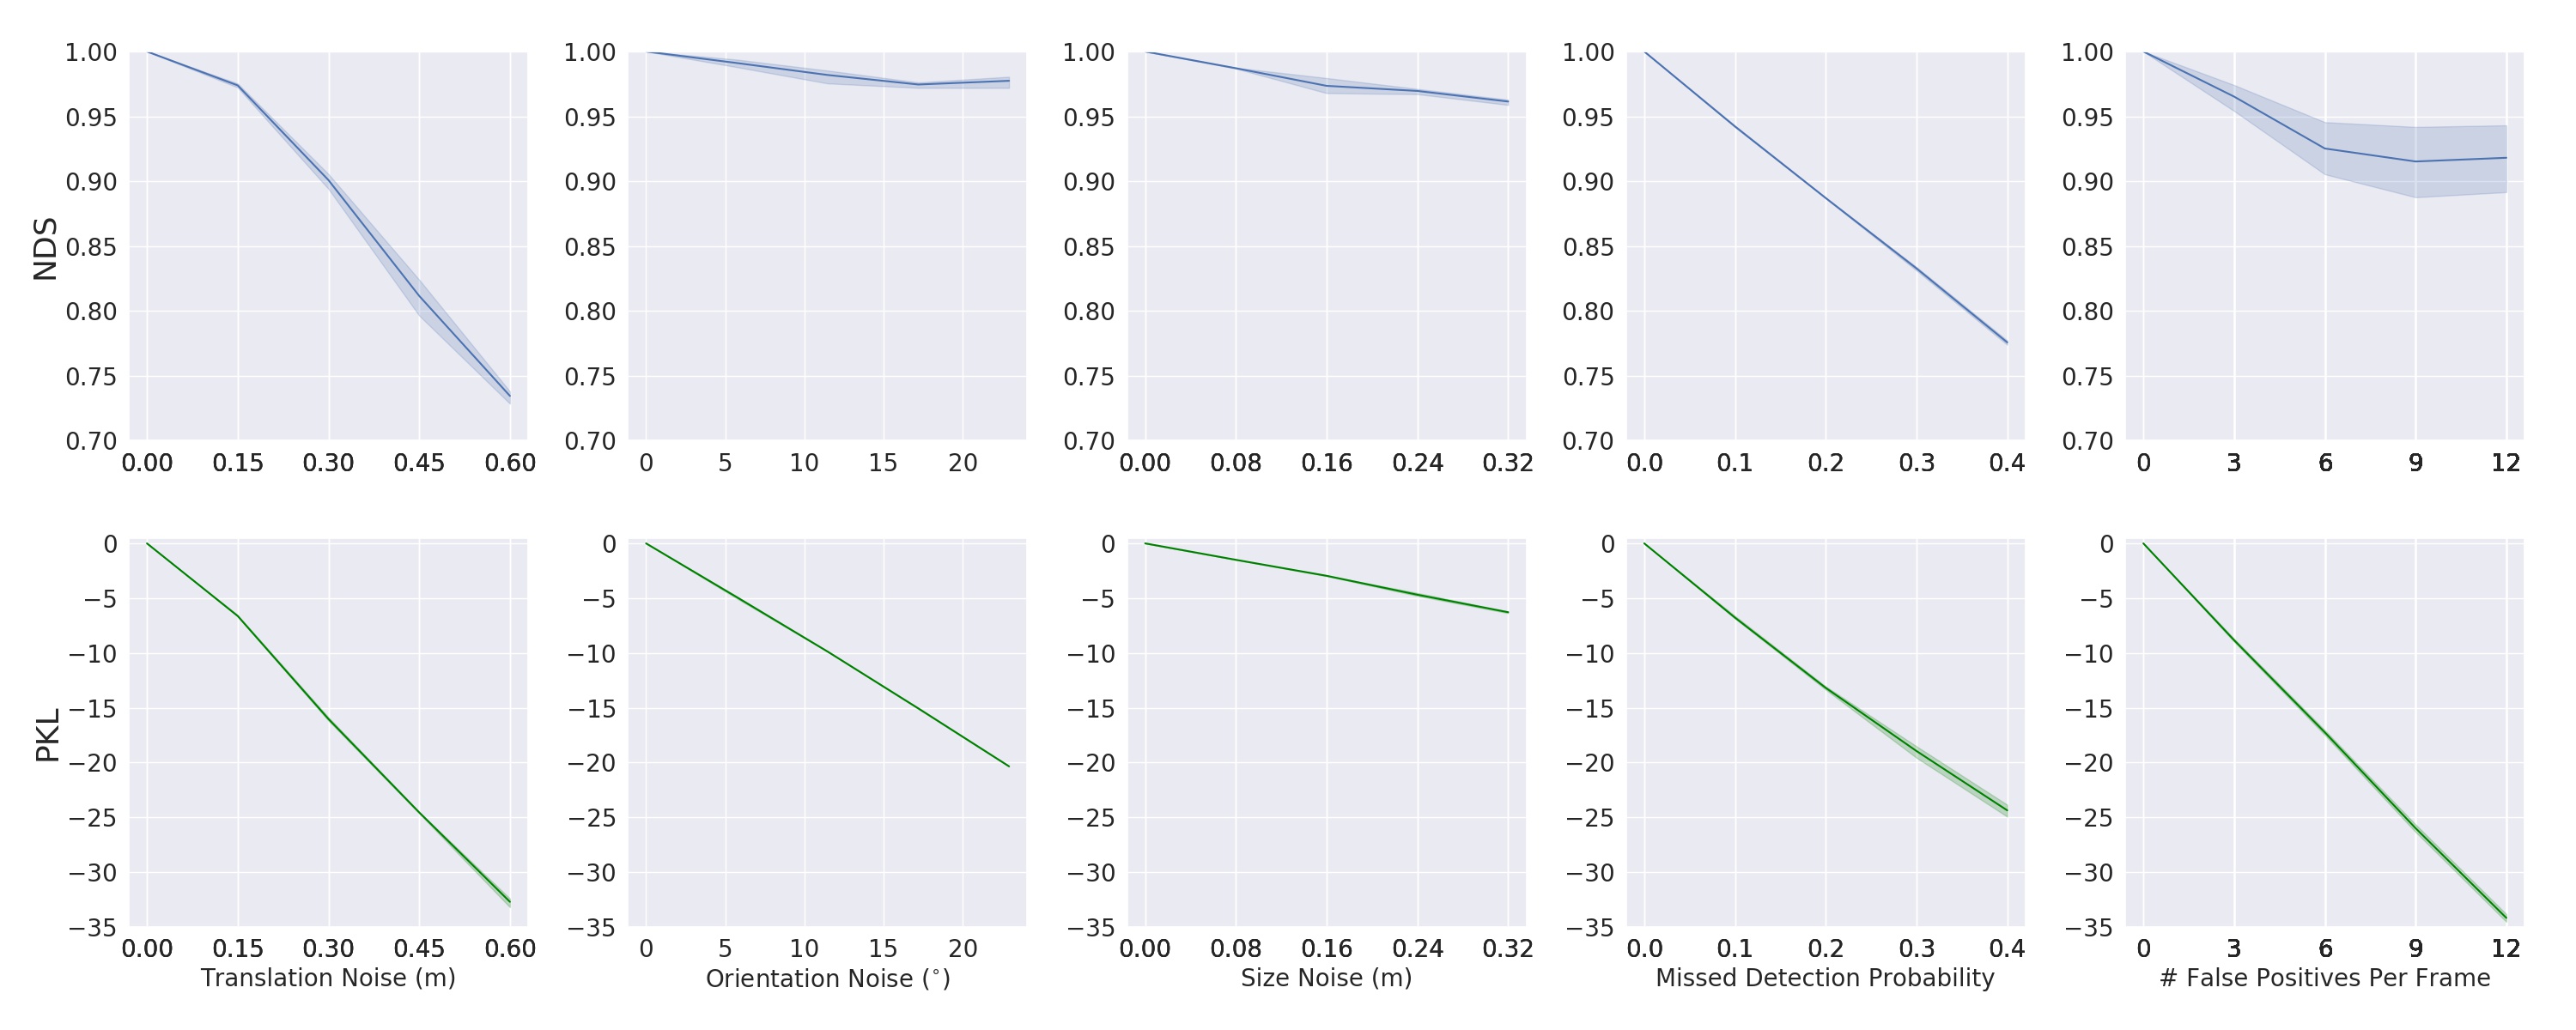 NDS
1.00 0.95 0.90 0.85 0.80 0.75 0.70
0.00 0.15 0.30 0.45 0.60
1.00 0.95 0.90 0.85 0.80 0.75 0.70
0 5 10 15 20
1.00 0.95 0.90 0.85 0.80 0.75 0.70
0.00 0.08 0.16 0.24 0.32
1.00 0.95 0.90 0.85 0.80 0.75 0.70
0.0 0.1 0.2 0.3 0.4
1.00 0.95 0.90 0.85 0.80 0.75 0.70
0 3 6 9 12
PKL
0 −5 −10 −15 −20 −25 −30 −35
0.00 0.15 0.30 0.45 0.60
Translation Noise (m)
0 −5 −10 −15 −20 −25 −30 −35
0 5 10 15 20
Orientation Noise (°)
0 −5 −10 −15 −20 −25 −30 −35
0.00 0.08 0.16 0.24 0.32
Size Noise (m)
0 −5 −10 −15 −20 −25 −30 −35
0.0 0.1 0.2 0.3 0.4
Missed Detection Probability
0 −5 −10 −15 −20 −25 −30 −35
0 3 6 9 12
# False Positives Per Frame